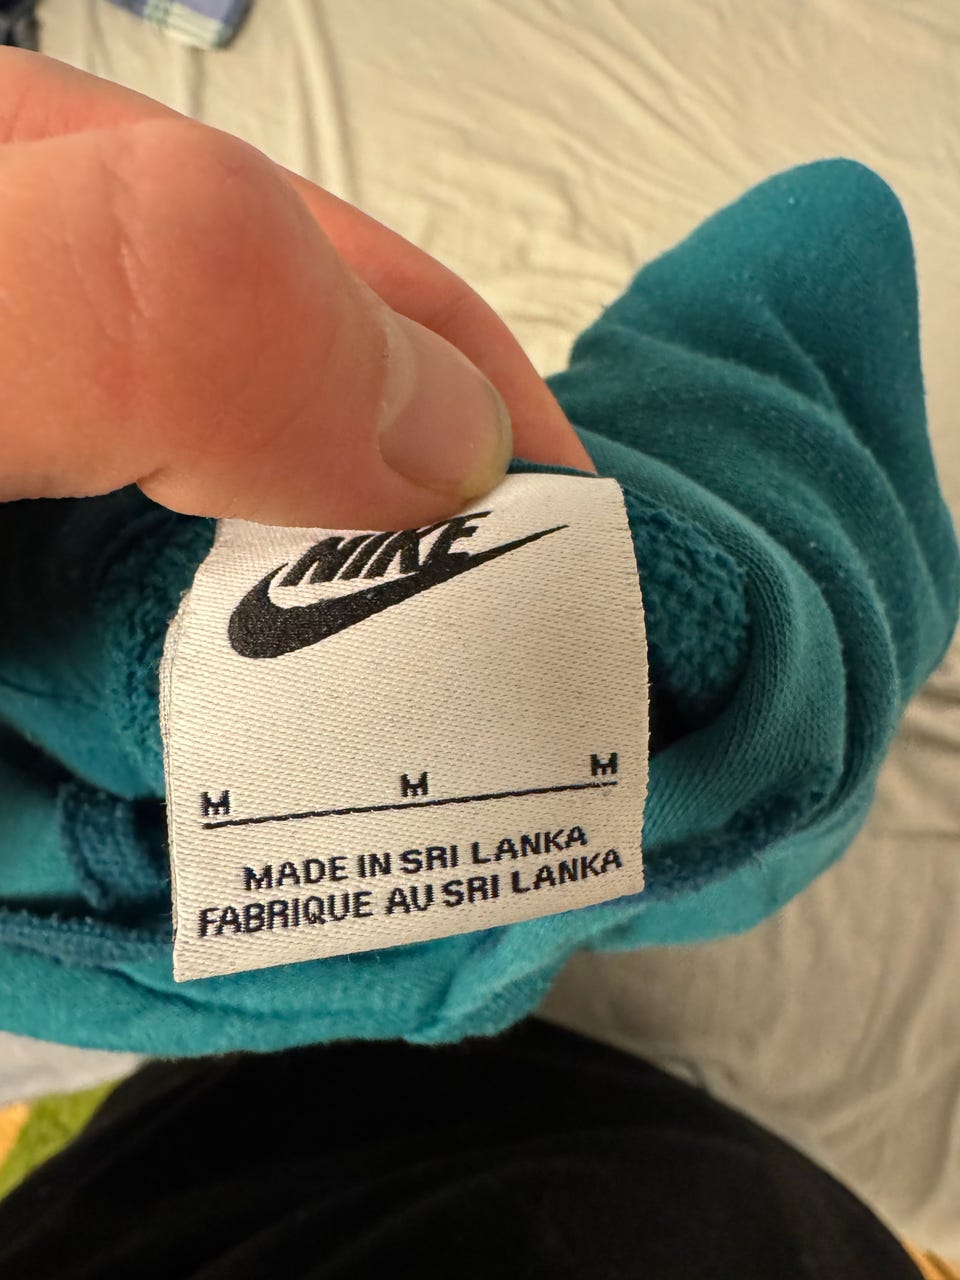 NIKE
M M M
MADE IN SRI LANKA
FABRIQUE AU SRI LANKA